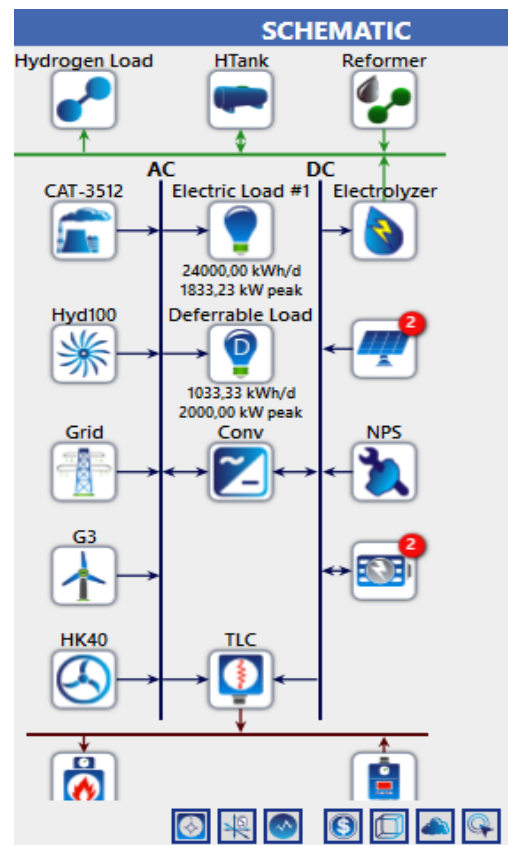 SCHEMATIC
Hydrogen Load HTank Reformer
AC DC
CAT-3512 Electric Load #1 Electrolyzer
24000,00 kWh/d
1833,23 kW peak
Hyd100 Deferrable Load 2
D
1033,33 kWh/d
2000,00 kW peak
Grid Conv NPS
G3 2
HK40 TLC
$